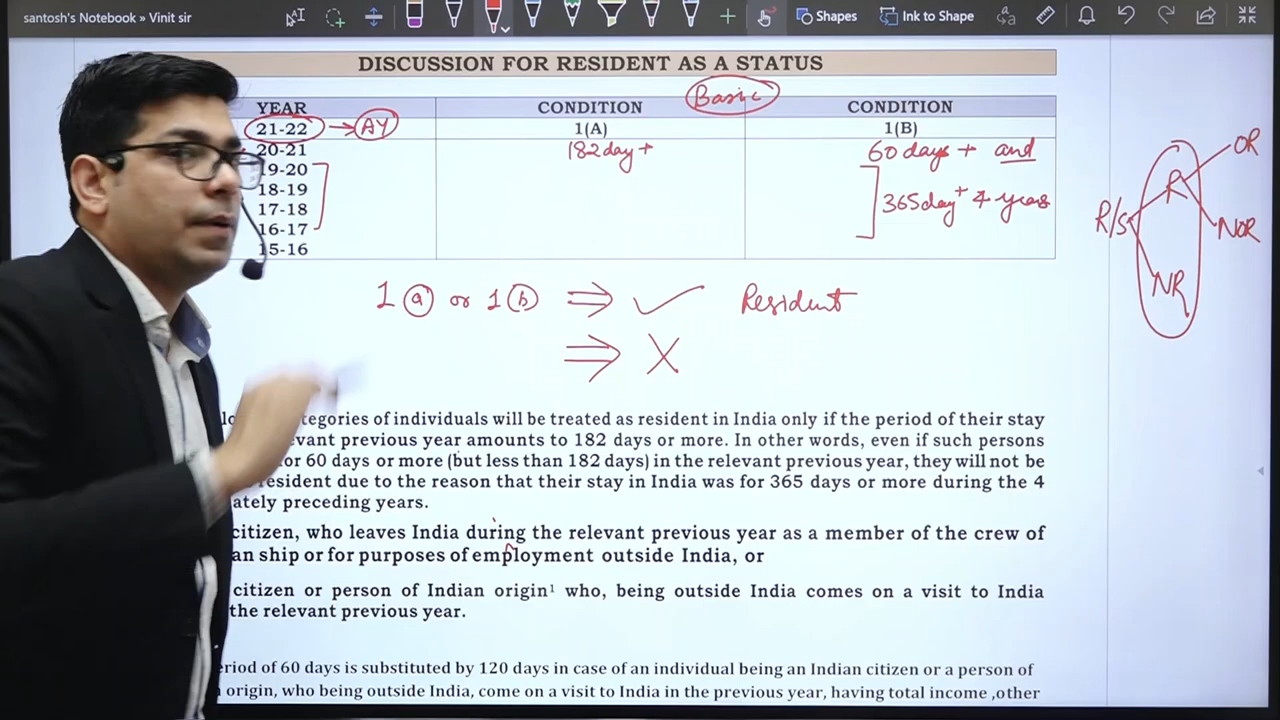 santosh's Notebook » Vinit sir
Shapes
Ink to Shape
DISCUSSION FOR RESIDENT AS A STATUS
YEAR CONDITION Basic CONDITION
21-22 → AY 1(A) 1(B)
20-21 182 day + 60 days + and
19-20
18-19 365 day + 4 years
17-18
16-17
15-16
R/S R OR
NOR
NR
1 (a) or 1 (b) ⇒ ✓ Resident
⇒ X
categories of individuals will be treated as resident in India only if the period of their stay
previous year amounts to 182 days or more. In other words, even if such persons
for 60 days or more (but less than 182 days) in the relevant previous year, they will not be
resident due to the reason that their stay in India was for 365 days or more during the 4
preceding years.
citizen, who leaves India during the relevant previous year as a member of the crew of
an ship or for purposes of employment outside India, or
citizen or person of Indian origin¹ who, being outside India comes on a visit to India
the relevant previous year.
period of 60 days is substituted by 120 days in case of an individual being an Indian citizen or a person of
origin, who being outside India, come on a visit to India in the previous year, having total income ,other